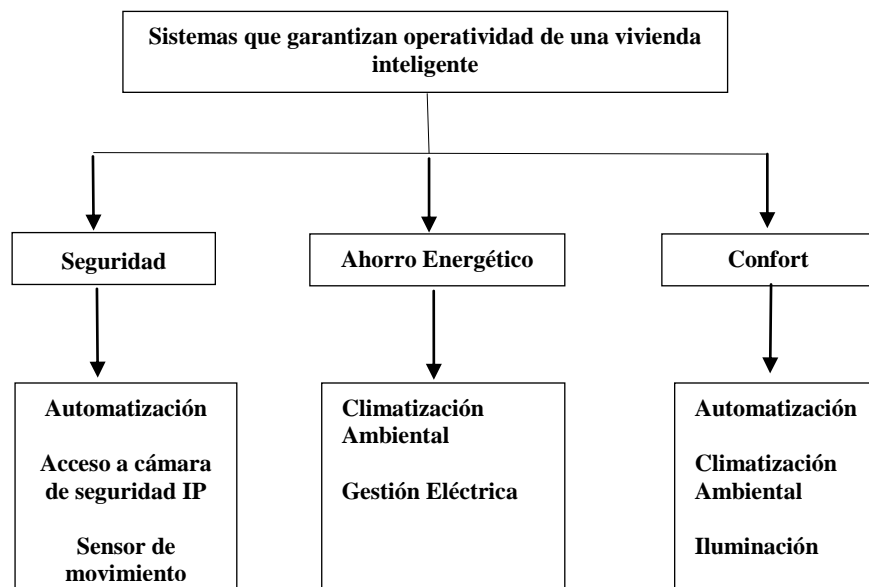 Sistemas que garantizan operatividad de una vivienda
inteligente
Seguridad
Ahorro Energético
Confort
Automatización
Acceso a cámara
de seguridad IP
Sensor de
movimiento
Climatización
Ambiental
Gestión Eléctrica
Automatización
Climatización
Ambiental
Iluminación